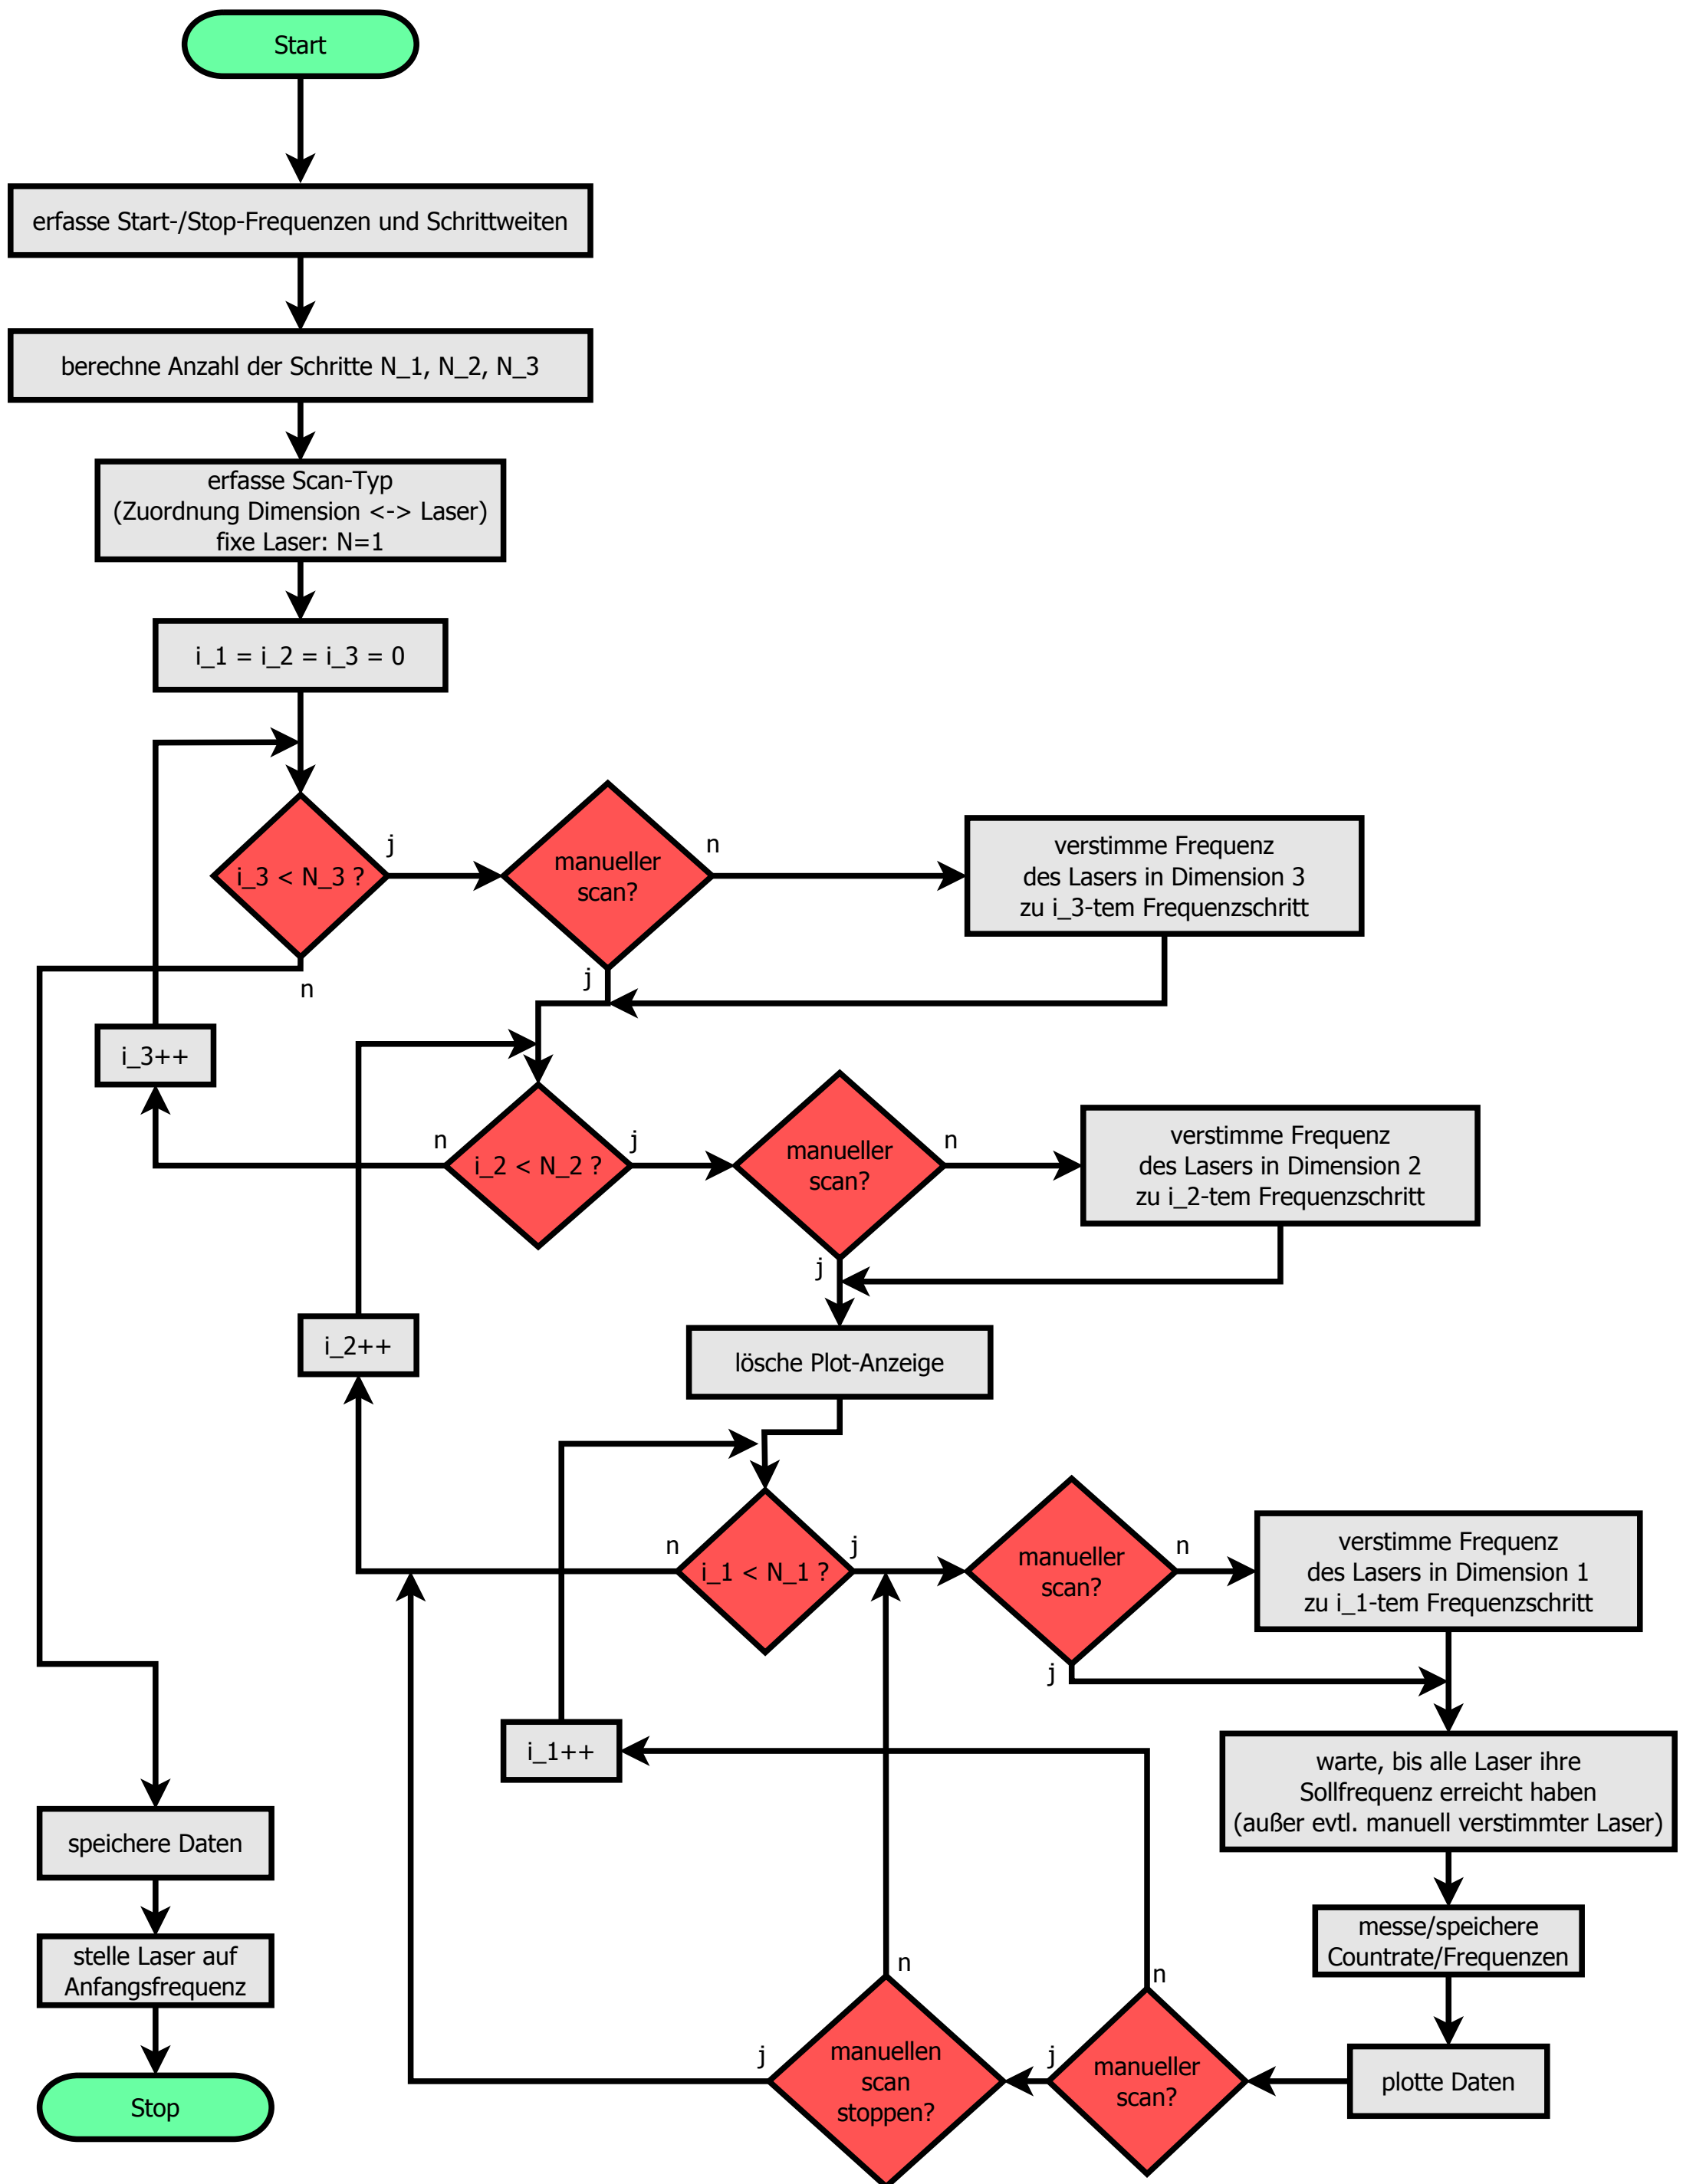 Start
erfasse Start-/Stop-Frequenzen und Schrittweiten
berechne Anzahl der Schritte N_1, N_2, N_3
erfasse Scan-Typ
(Zuordnung Dimension <-> Laser)
fixe Laser: N=1
i_1 = i_2 = i_3 = 0
i_3 < N_3 ?
j
n
manueller
scan?
n
j
verstimme Frequenz
des Lasers in Dimension 3
zu i_3-tem Frequenzschritt
i_3++
n
i_2 < N_2 ?
j
manueller
scan?
n
j
verstimme Frequenz
des Lasers in Dimension 2
zu i_2-tem Frequenzschritt
i_2++
lösche Plot-Anzeige
n
i_1 < N_1 ?
j
manueller
scan?
n
j
verstimme Frequenz
des Lasers in Dimension 1
zu i_1-tem Frequenzschritt
i_1++
warte, bis alle Laser ihre
Sollfrequenz erreicht haben
(außer evtl. manuell verstimmter Laser)
messe/speichere
Countrate/Frequenzen
plotte Daten
manueller
scan?
n
j
manuellen
scan
stoppen?
n
j
speichere Daten
stelle Laser auf
Anfangsfrequenz
Stop